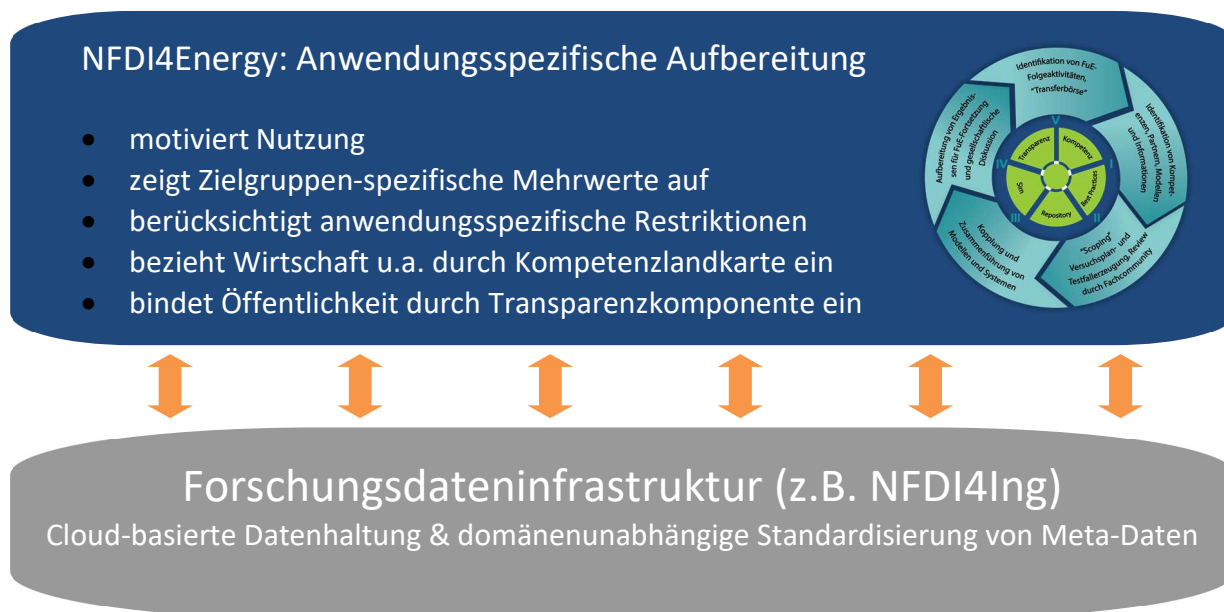 NFDI4Energy: Anwendungsspezifische Aufbereitung
• motiviert Nutzung
• zeigt Zielgruppen-spezifische Mehrwerte auf
• berücksichtigt anwendungsspezifische Restriktionen
• bezieht Wirtschaft u.a. durch Kompetenzlandkarte ein
• bindet Öffentlichkeit durch Transparenzkomponente ein
Identifikation von FuE-
Folgeaktivitäten,
"Transferbörse"
Identifikation von Kompet-
enzen, Partnern, Modellen
und Informationen
"Scoping"
Versuchsplan- und
Testfallerzeugung, Review
durch Fachcommunity
Kopplung und
Zusammenführung von
Modellen und Systemen
Aufbereitung von Ergebnis-
sen für FuE-Fortsetzung
und gesellschaftliche
Diskussion
V
I
II
III
IV
Kompetenz
Best Practices
Repository
Sim
Transparenz
Forschungsdateninfrastruktur (z.B. NFDI4Ing)
Cloud-basierte Datenhaltung & domänenunabhängige Standardisierung von Meta-Daten